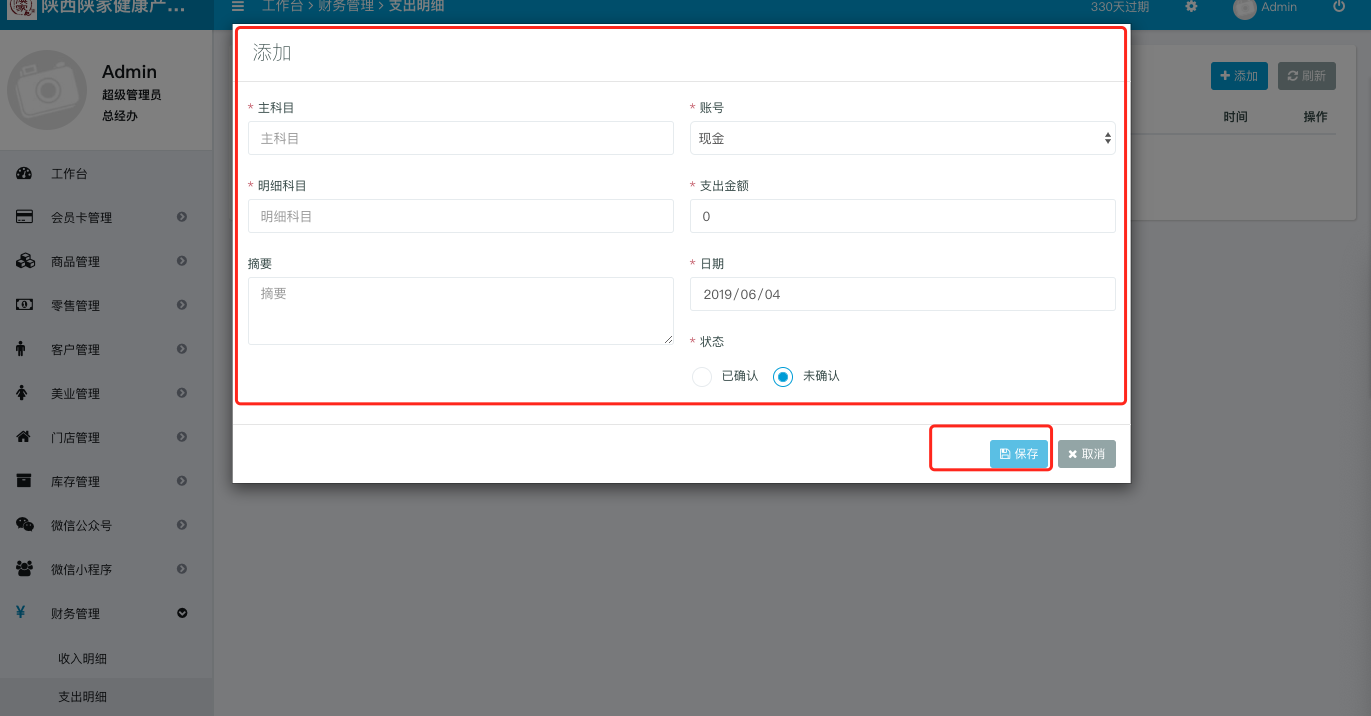 陕西陕家健康产...
工作台 > 财务管理 > 支出明细
330天过期
Admin
Admin
超级管理员
总经办
工作台
会员卡管理
商品管理
零售管理
客户管理
美业管理
门店管理
库存管理
微信公众号
微信小程序
¥ 财务管理
收入明细
支出明细
添加
刷新
时间 操作
添加
* 主科目
主科目
* 账号
现金
* 明细科目
明细科目
* 支出金额
0
摘要
摘要
* 日期
2019/06/04
* 状态
已确认 未确认
保存 取消